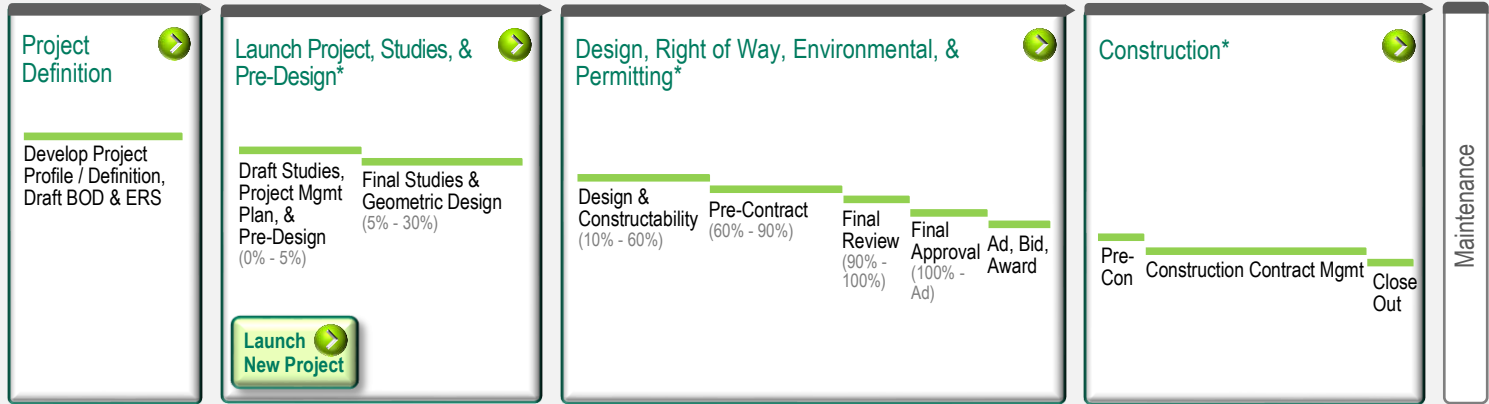 Project
Definition
Develop Project
Profile / Definition,
Draft BOD & ERS
Launch Project, Studies, &
Pre-Design*
Draft Studies,
Project Mgmt
Plan, &
Pre-Design
(0% - 5%)
Final Studies &
Geometric Design
(5% - 30%)
Launch
New Project
Design, Right of Way, Environmental, &
Permitting*
Design &
Constructability
(10% - 60%)
Pre-Contract
(60% - 90%)
Final
Review
(90% -
100%)
Final
Approval
(100% -
Ad)
Ad, Bid,
Award
Construction*
Pre-
Con
Construction Contract Mgmt
Close
Out
Maintenance